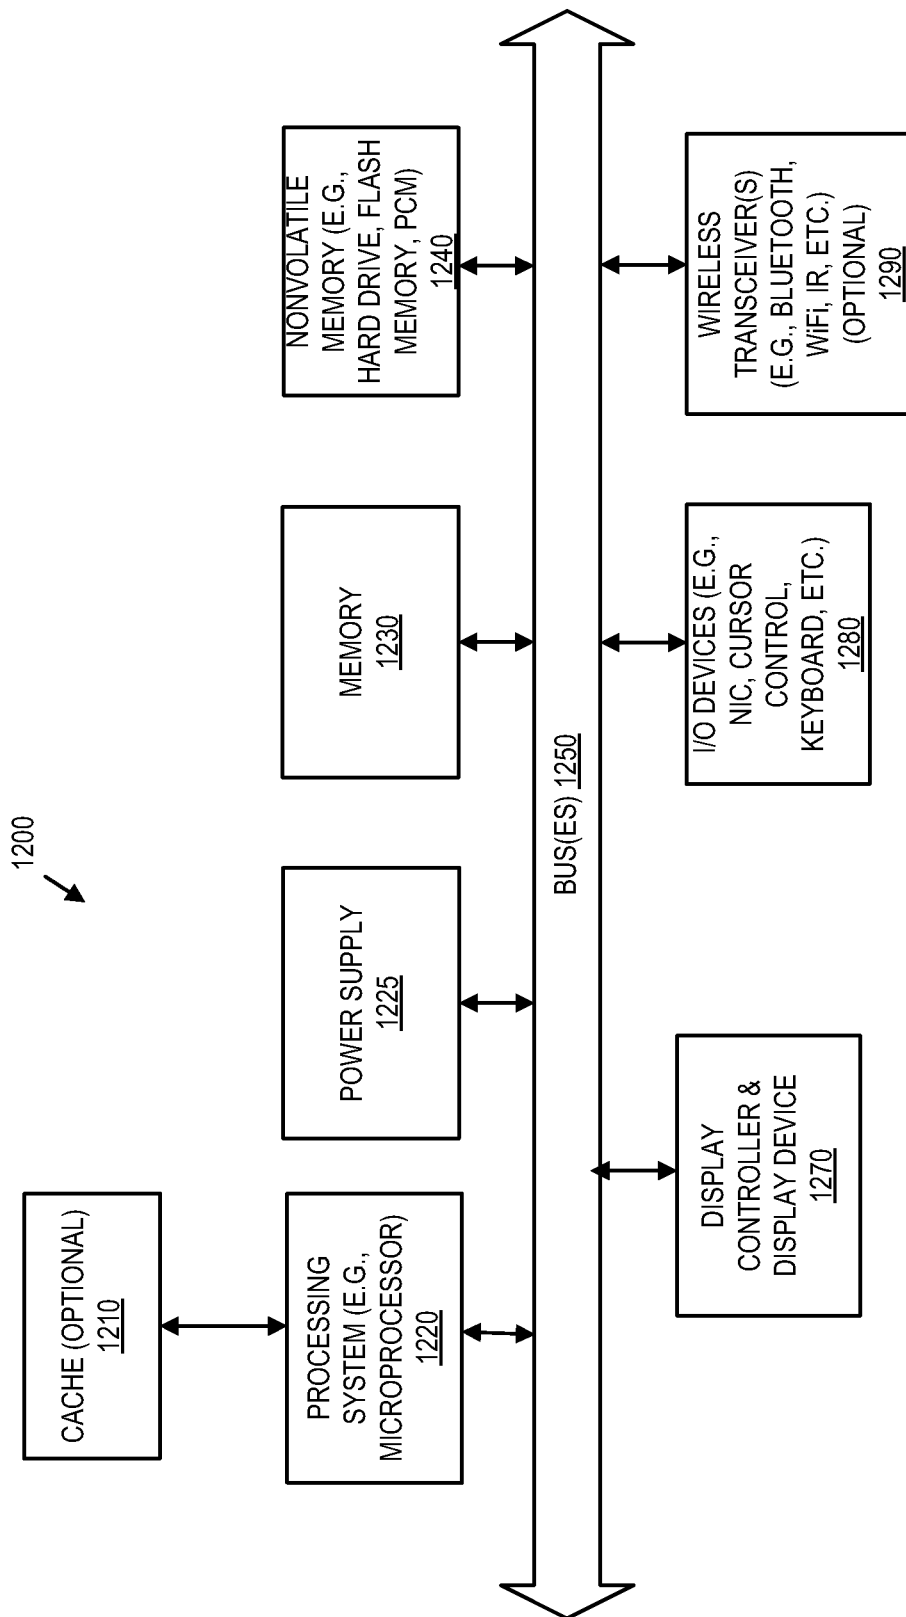 1200
CACHE (OPTIONAL)
1210
PROCESSING
SYSTEM (E.G.,
MICROPROCESSOR)
1220
POWER SUPPLY
1225
MEMORY
1230
NONVOLATILE
MEMORY (E.G.,
HARD DRIVE, FLASH
MEMORY, PCM)
1240
BUS(ES) 1250
DISPLAY
CONTROLLER &
DISPLAY DEVICE
1270
I/O DEVICES (E.G.,
NIC, CURSOR
CONTROL,
KEYBOARD, ETC.)
1280
WIRELESS
TRANSCEIVER(S)
(E.G., BLUETOOTH,
WiFi, IR, ETC.)
(OPTIONAL)
1290